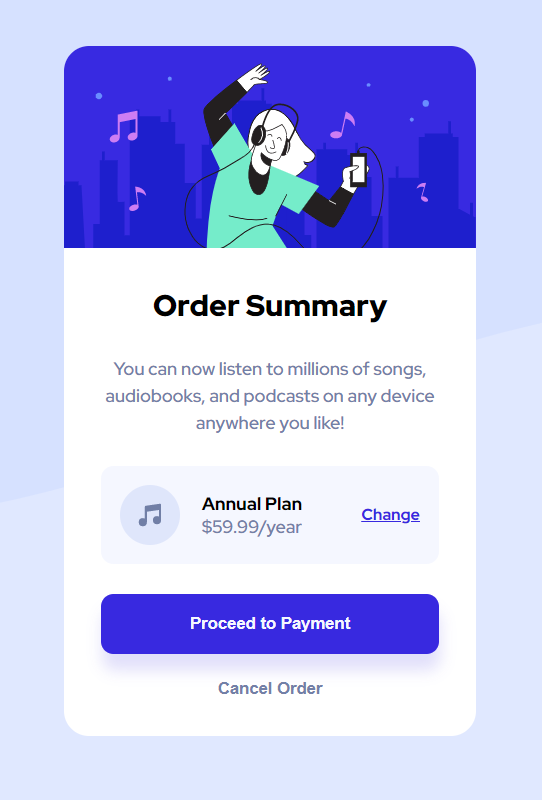 Order Summary
You can now listen to millions of songs,
audiobooks, and podcasts on any device
anywhere you like!
Annual Plan
$59.99/year
Change
Proceed to Payment
Cancel Order